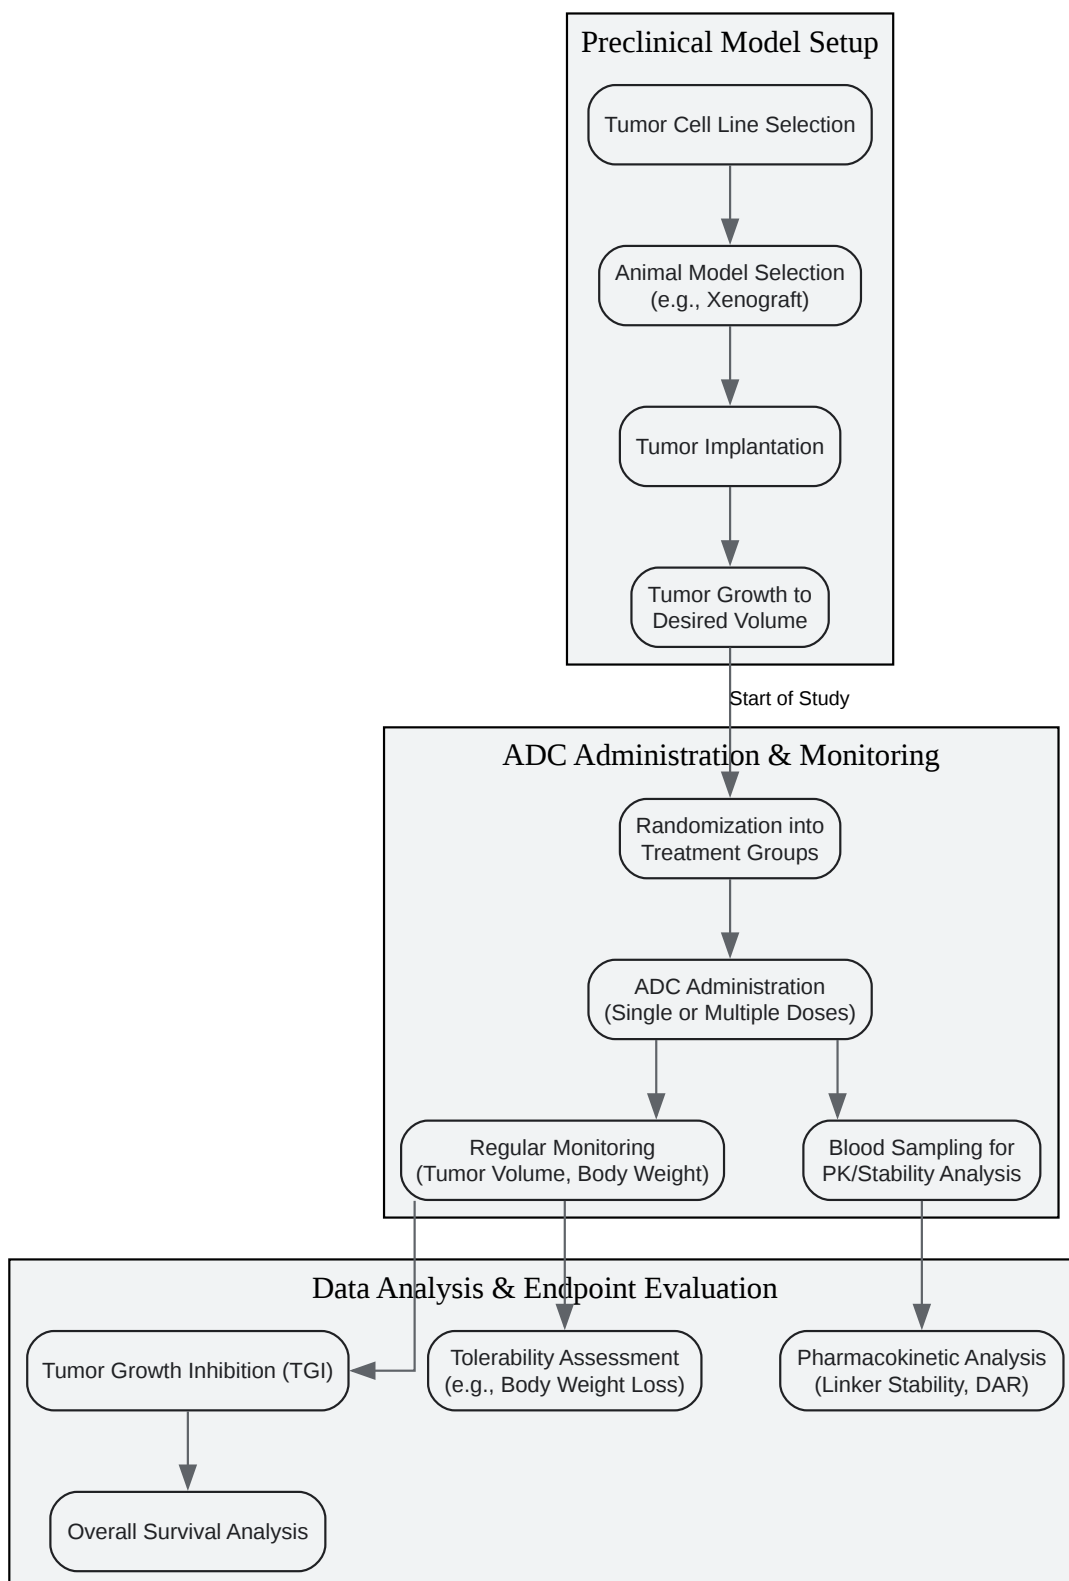 Preclinical Model Setup
Tumor Cell Line Selection
Animal Model Selection
(e.g., Xenograft)
Tumor Implantation
Tumor Growth to
Desired Volume
Start of Study
ADC Administration & Monitoring
Randomization into
Treatment Groups
ADC Administration
(Single or Multiple Doses)
Regular Monitoring
(Tumor Volume, Body Weight)
Blood Sampling for
PK/Stability Analysis
Data Analysis & Endpoint Evaluation
Tumor Growth Inhibition (TGI)
Tolerability Assessment
(e.g., Body Weight Loss)
Pharmacokinetic Analysis
(Linker Stability, DAR)
Overall Survival Analysis